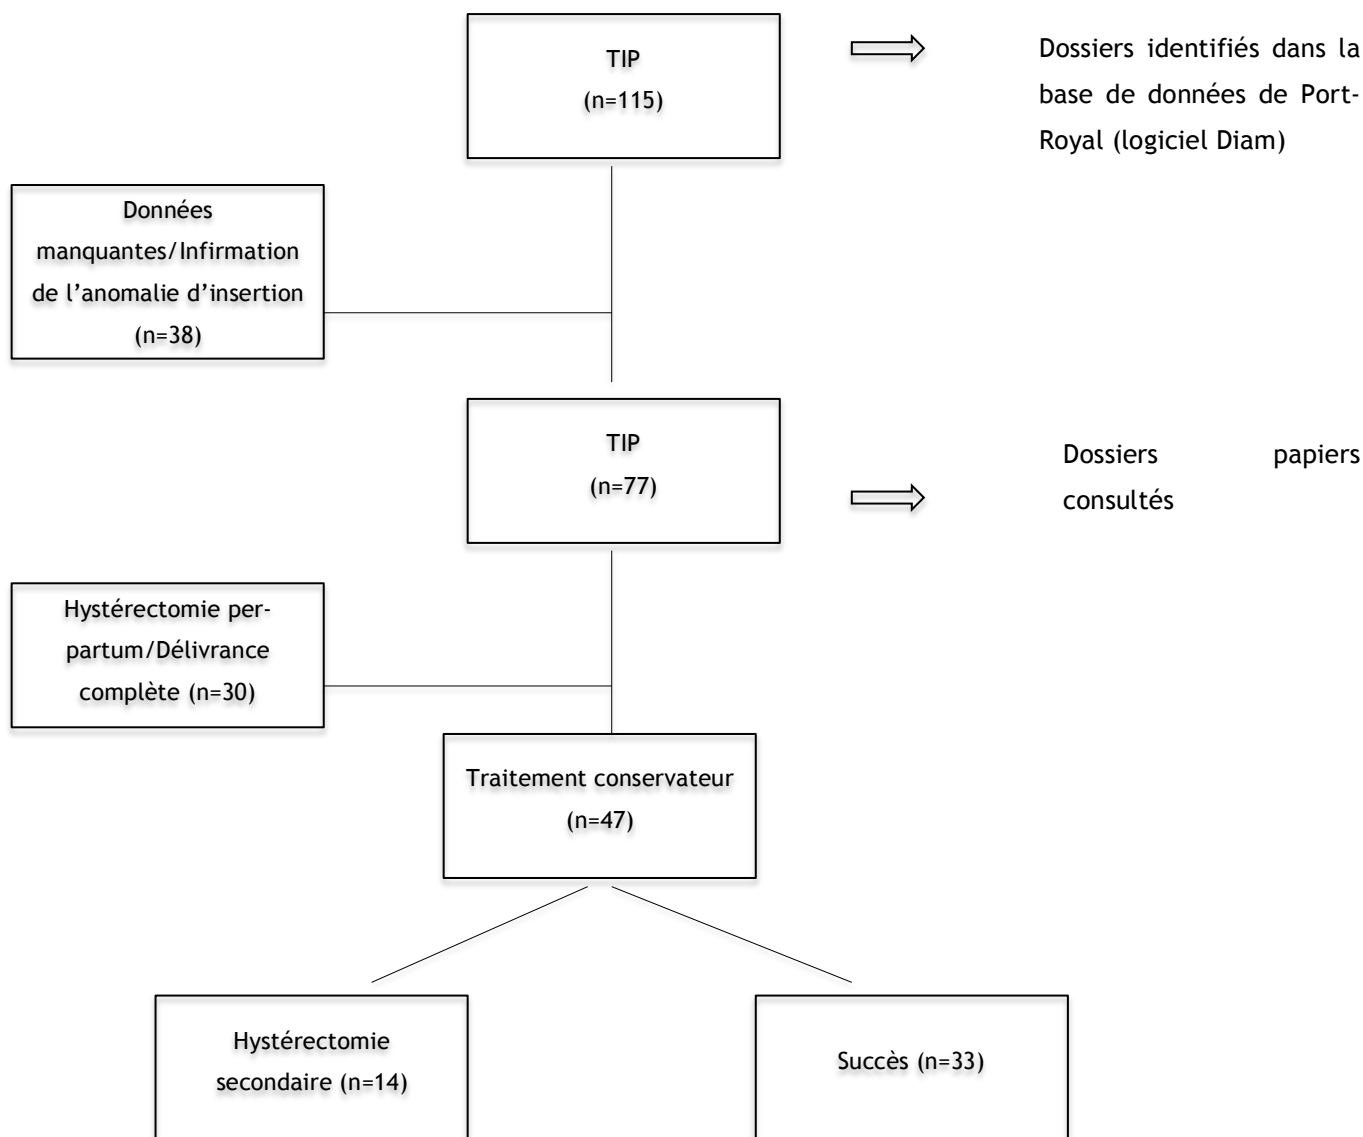 TIP
(n=115)
Dossiers identifiés dans la
base de données de Port-
Royal (logiciel Diam)
Données
manquantes/Infirmation
de l’anomalie d’insertion
(n=38)
TIP
(n=77)
Dossiers papiers
consultés
Hystérectomie per-
partum/Délivrance
complète (n=30)
Traitement conservateur
(n=47)
Hystérectomie
secondaire (n=14)
Succès (n=33)